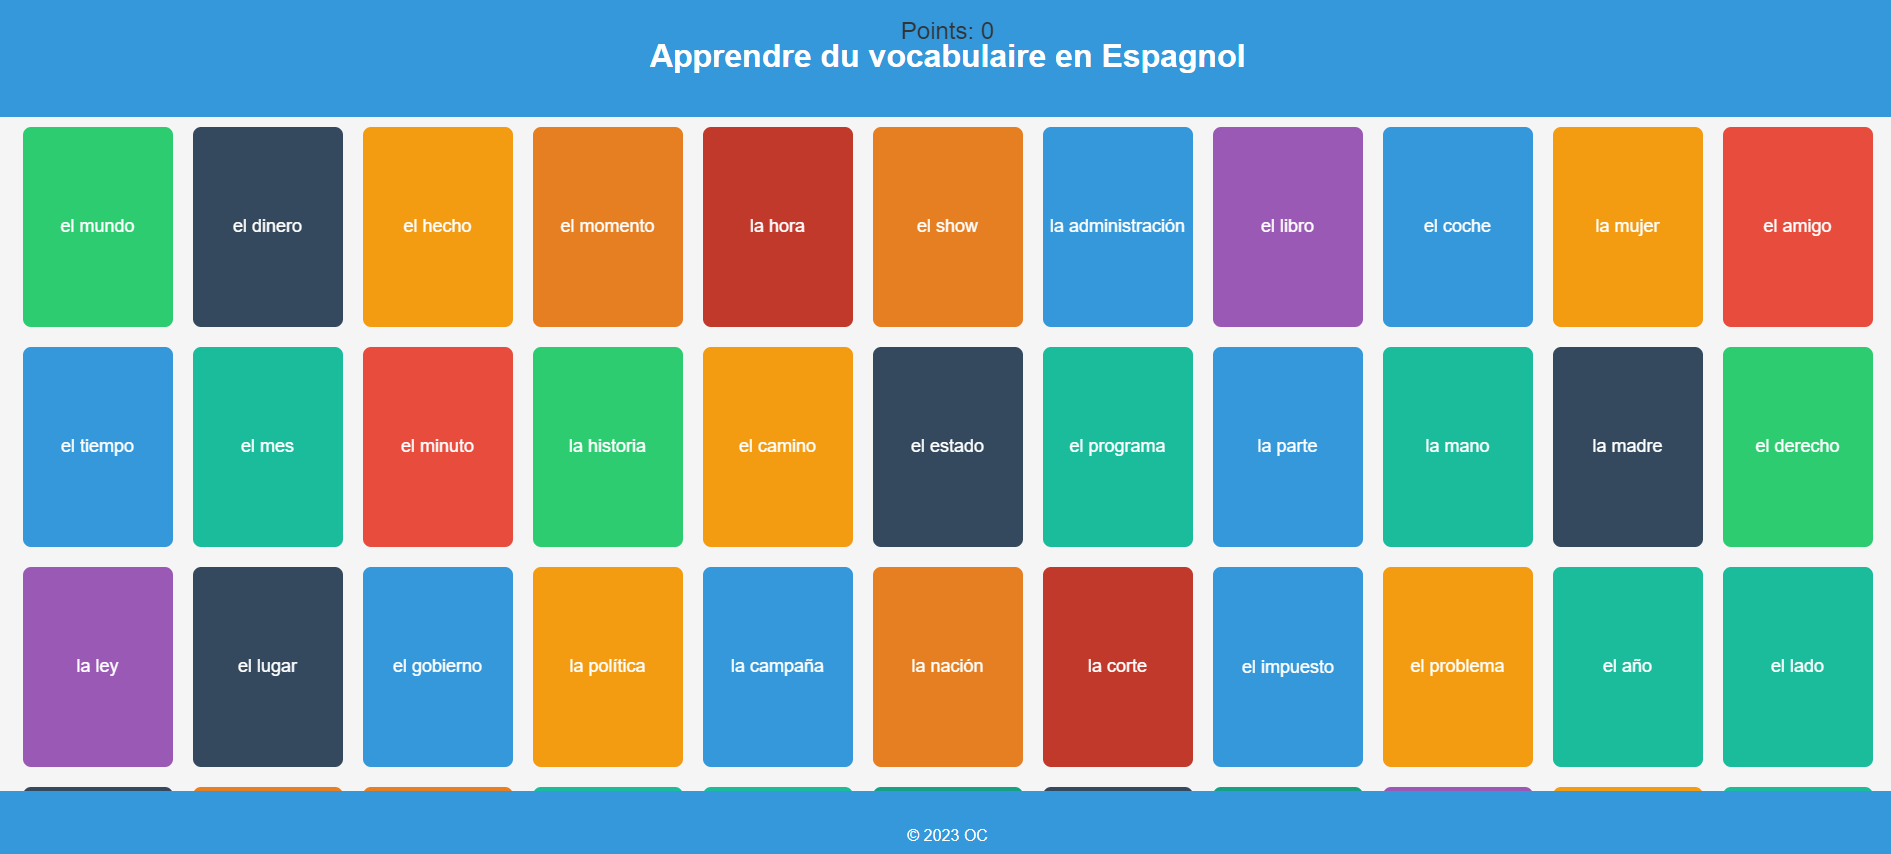 Points: 0
Apprendre du vocabulaire en Espagnol
el mundo
el dinero
el hecho
el momento
la hora
el show
la administración
el libro
el coche
la mujer
el amigo
el tiempo
el mes
el minuto
la historia
el camino
el estado
el programa
la parte
la mano
la madre
el derecho
la ley
el lugar
el gobierno
la política
la campaña
la nación
la corte
el impuesto
el problema
el año
el lado
© 2023 OC